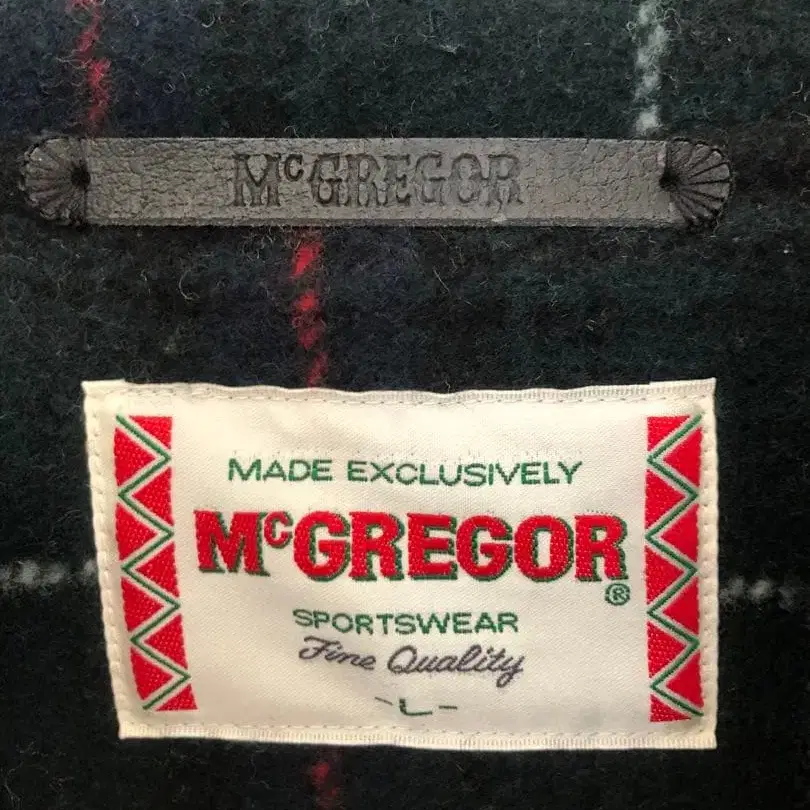 McGREGOR
MADE EXCLUSIVELY
McGREGOR®
SPORTSWEAR
Fine Quality
-L-